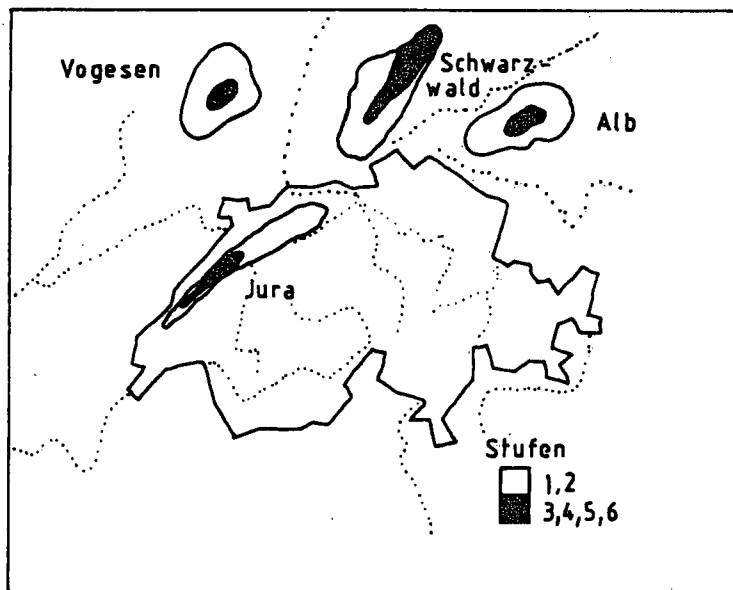 Vogesen
Schwarz-
wald
Alb
Jura
Stufen
1,2
3,4,5,6